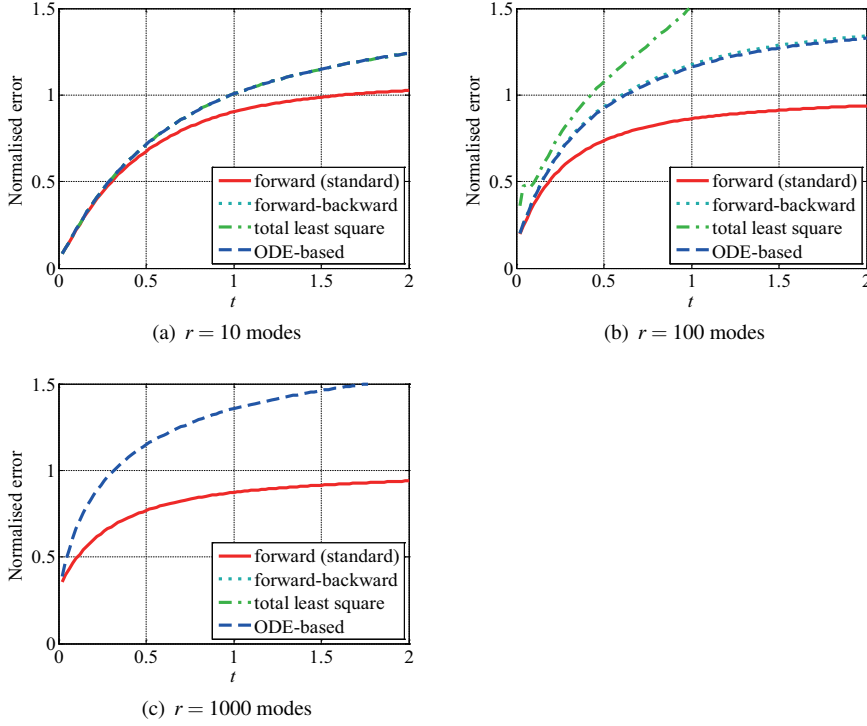 1.5
1
0.5
0
Normalised error
0
0.5
1
1.5
2
t
forward (standard)
forward-backward
total least square
ODE-based
(a) r = 10 modes
1.5
1
0.5
0
Normalised error
0
0.5
1
1.5
2
t
forward (standard)
forward-backward
total least square
ODE-based
(b) r = 100 modes
1.5
1
0.5
0
Normalised error
0
0.5
1
1.5
2
t
forward (standard)
forward-backward
total least square
ODE-based
(c) r = 1000 modes